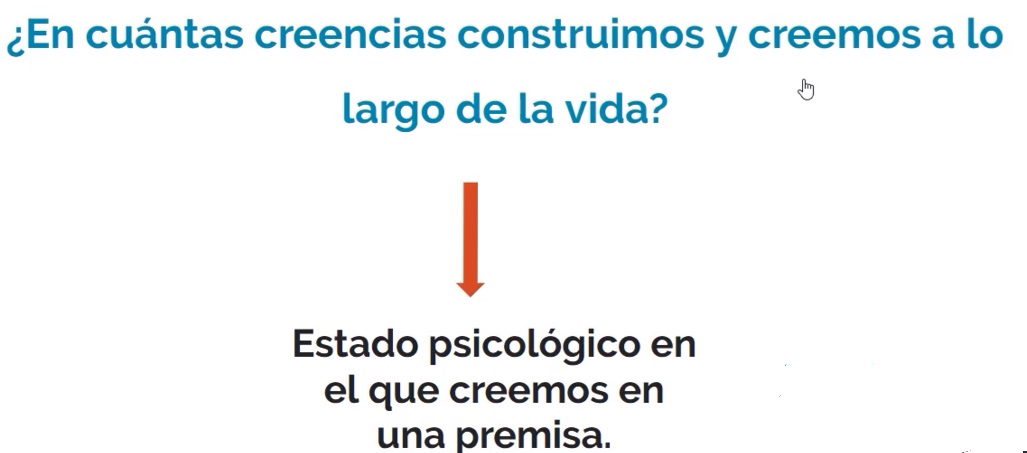 ¿En cuántas creencias construimos y creemos a lo
largo de la vida?
Estado psicológico en
el que creemos en
una premisa.